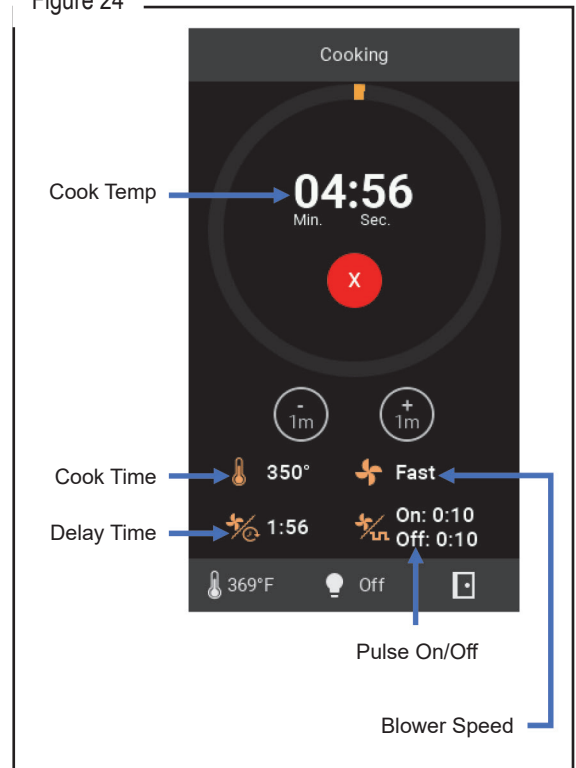 Figure 24
Cooking
Cook Temp
04:56
Min. Sec.
X
- 1m
+ 1m
Cook Time
350°
Fast
Delay Time
1:56
On: 0:10
Off: 0:10
369°F
Off
Pulse On/Off
Blower Speed